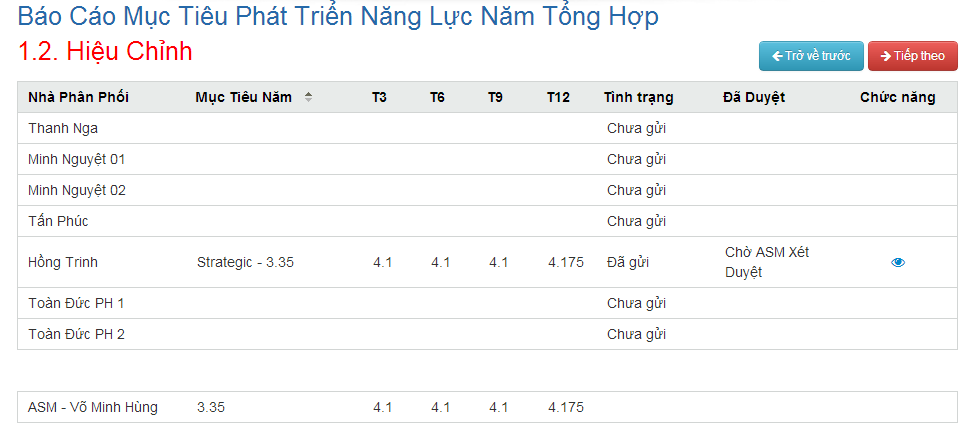 Báo Cáo Mục Tiêu Phát Triển Năng Lực Năm Tổng Hợp
1.2. Hiệu Chỉnh
Trở về trước Tiếp theo
Nhà Phân Phối Mục Tiêu Năm T3 T6 T9 T12 Tình trạng Đã Duyệt Chức năng
Thanh Nga Chưa gửi
Minh Nguyệt 01 Chưa gửi
Minh Nguyệt 02 Chưa gửi
Tấn Phúc Chưa gửi
Hồng Trinh Strategic - 3.35 4.1 4.1 4.1 4.175 Đã gửi Chờ ASM Xét
Duyệt
Toàn Đức PH 1 Chưa gửi
Toàn Đức PH 2 Chưa gửi
ASM - Võ Minh Hùng 3.35 4.1 4.1 4.1 4.175